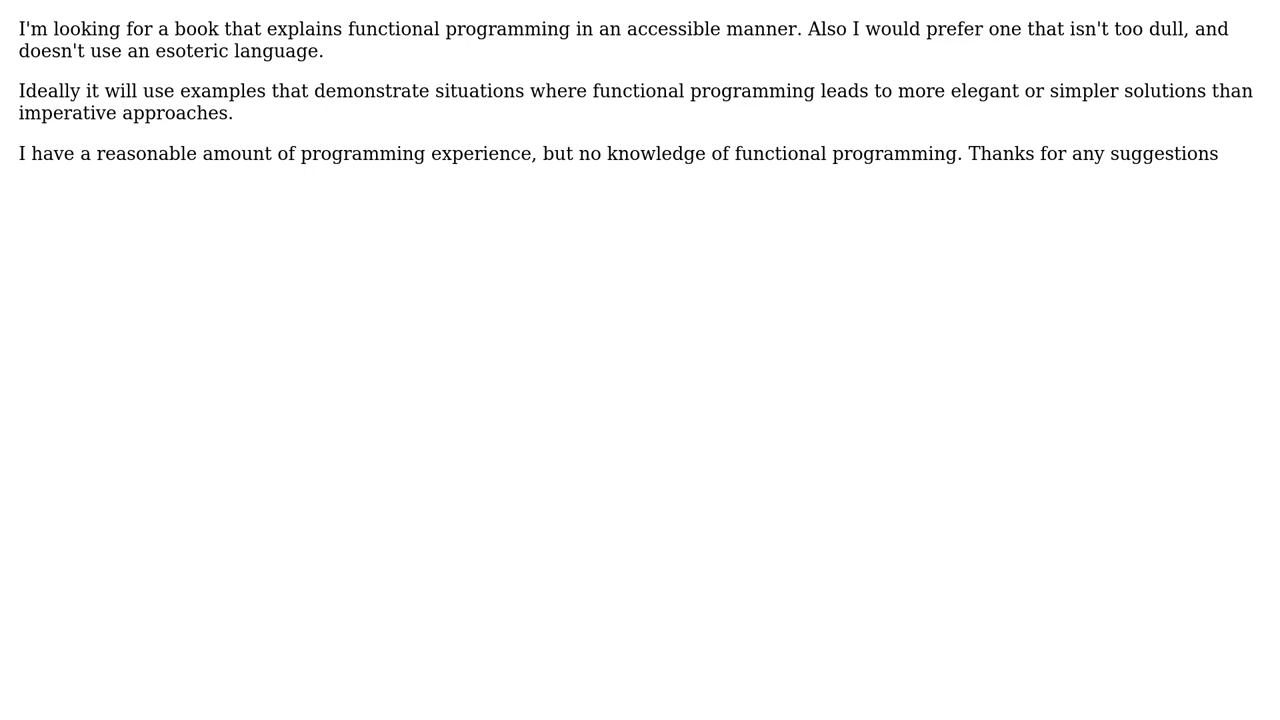 I'm looking for a book that explains functional programming in an accessible manner. Also I would prefer one that isn't too dull, and
doesn't use an esoteric language.
Ideally it will use examples that demonstrate situations where functional programming leads to more elegant or simpler solutions than
imperative approaches.
I have a reasonable amount of programming experience, but no knowledge of functional programming. Thanks for any suggestions